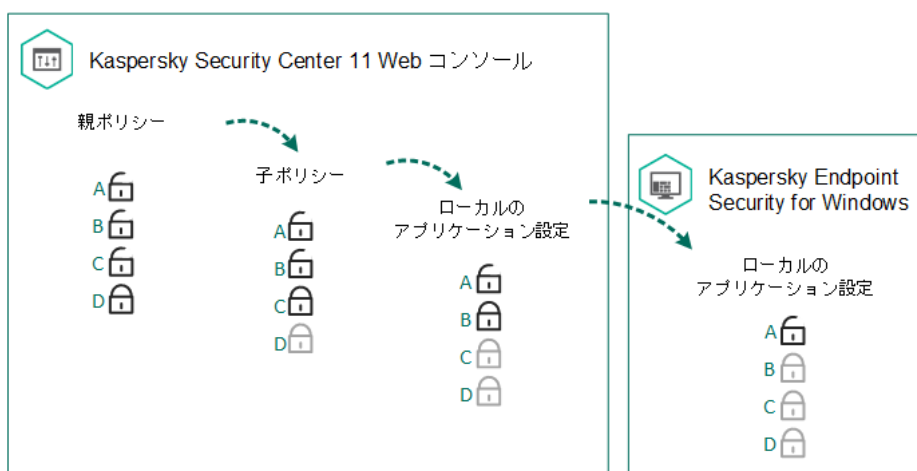 Kaspersky Security Center 11 Web コンソール
親ポリシー
A
B
C
D
子ポリシー
A
B
C
D
ローカルの
アプリケーション設定
A
B
C
D
Kaspersky Endpoint
Security for Windows
ローカルの
アプリケーション設定
A
B
C
D